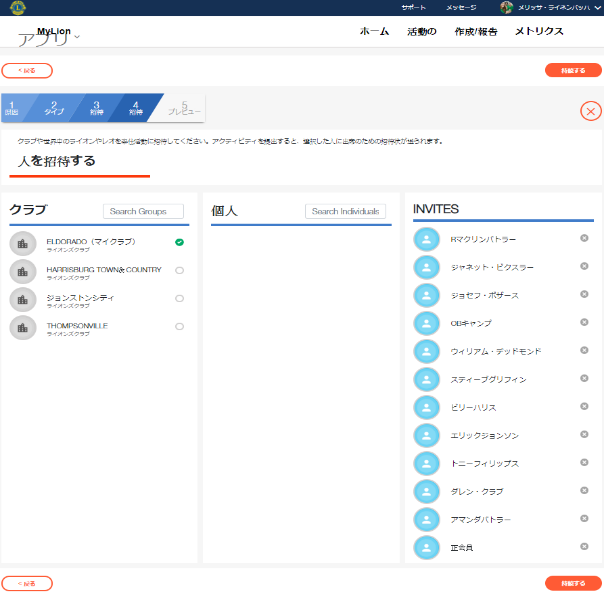 サポート メッセージ メリッサ・ライネンバッハ
MyLion
アプリ
ホーム 活動の 作成/報告 メトリクス
< 戻る
持続する
1 2 3 4 5
タイプ 招待 招待 プレビュー
クラブや世界中のライオンやレオを奉仕活動に招待してください。アクティビティを提出すると、選択した人に出席のための招待状が送られます。
人を招待する
クラブ Search Groups
ELDORADO（マイクラブ）
ライオンズクラブ
HARRISBURG TOWN& COUNTRY
ライオンズクラブ
ジョンストンシティ
ライオンズクラブ
THOMPSONVILLE
ライオンズクラブ
個人 Search Individuals
INVITES
Rマクリンバトラー
ジャネット・ビクスラー
ジョセフ・ボザース
OBキャンプ
ウィリアム・デッドモンド
スティーブグリフィン
ビリーハリス
エリックジョンソン
トニーフィリップス
ダレン・クラブ
アマンダバトラー
正会員
< 戻る
持続する